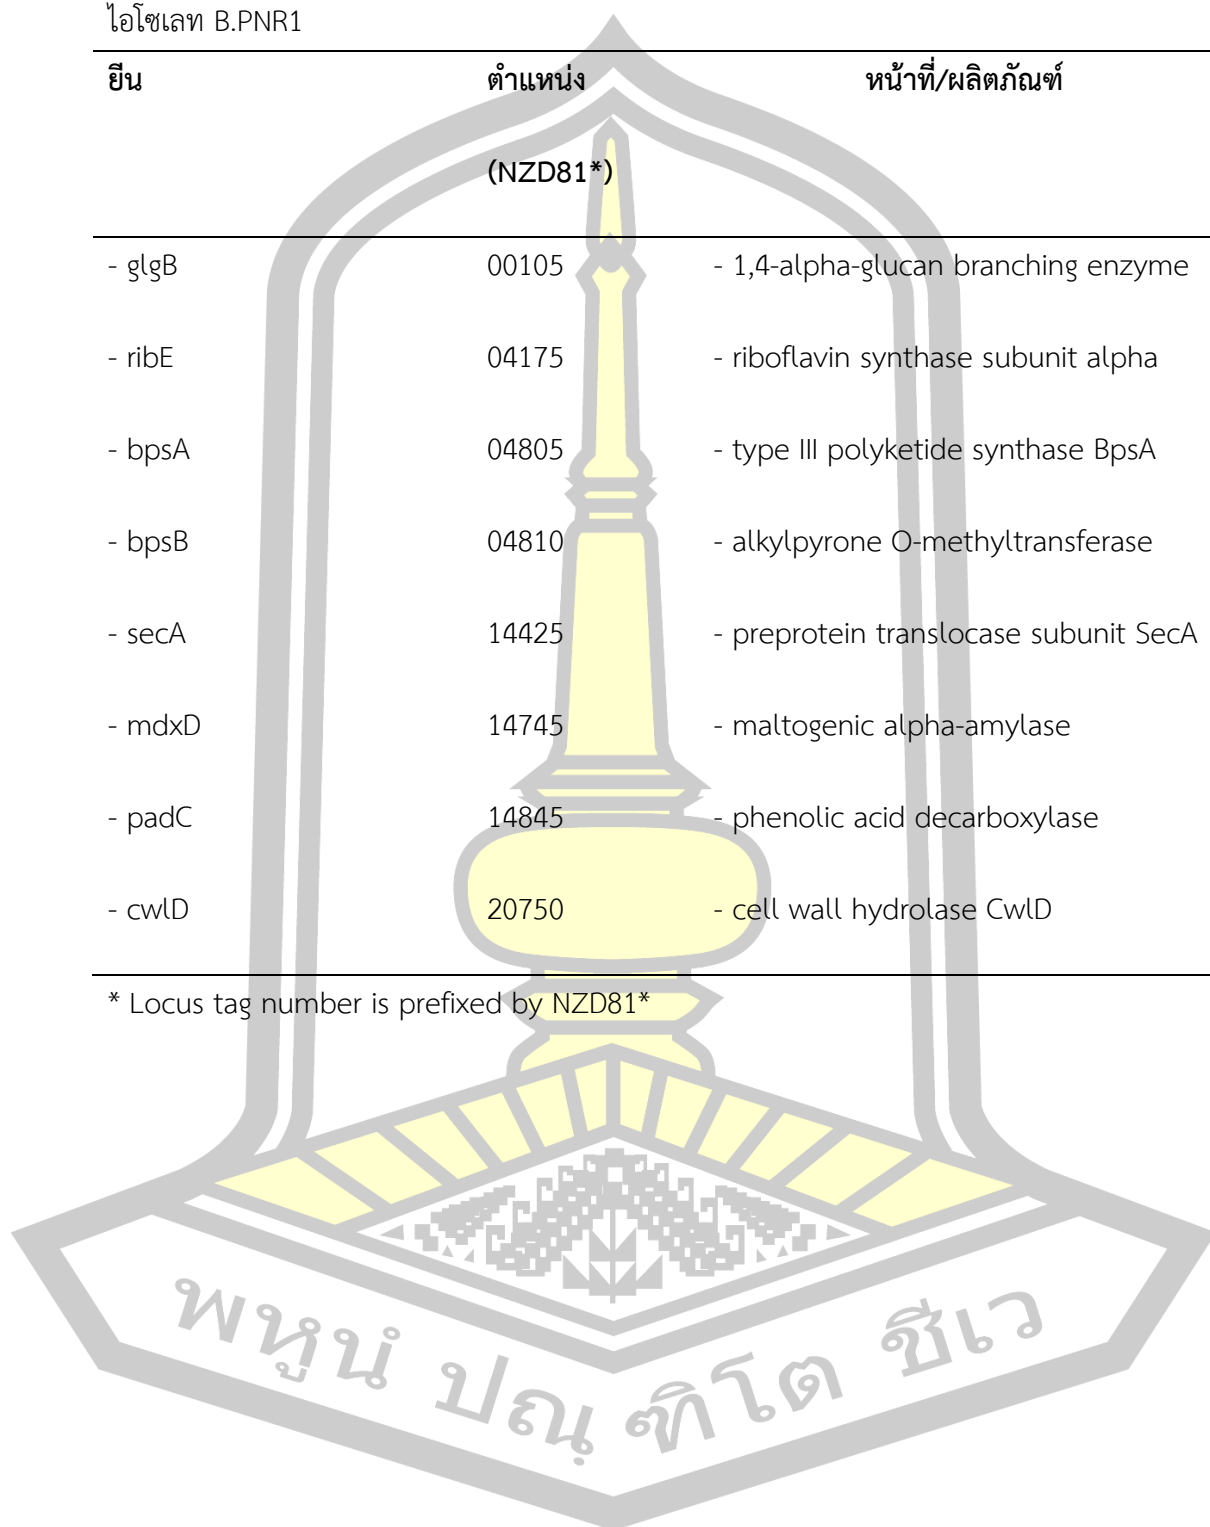 ไอโซเลท B.PNR1
ยีน ตำแหน่ง หน้าที่/ผลิตภัณฑ์
(NZD81*)
- glgB 00105 - 1,4-alpha-glucan branching enzyme
- ribE 04175 - riboflavin synthase subunit alpha
- bpsA 04805 - type III polyketide synthase BpsA
- bpsB 04810 - alkylpyrone O-methyltransferase
- secA 14425 - preprotein translocase subunit SecA
- mdxD 14745 - maltogenic alpha-amylase
- padC 14845 - phenolic acid decarboxylase
- cwlD 20750 - cell wall hydrolase CwlD
* Locus tag number is prefixed by NZD81*
พหูนํ ปณฺฑิโต ชีเว